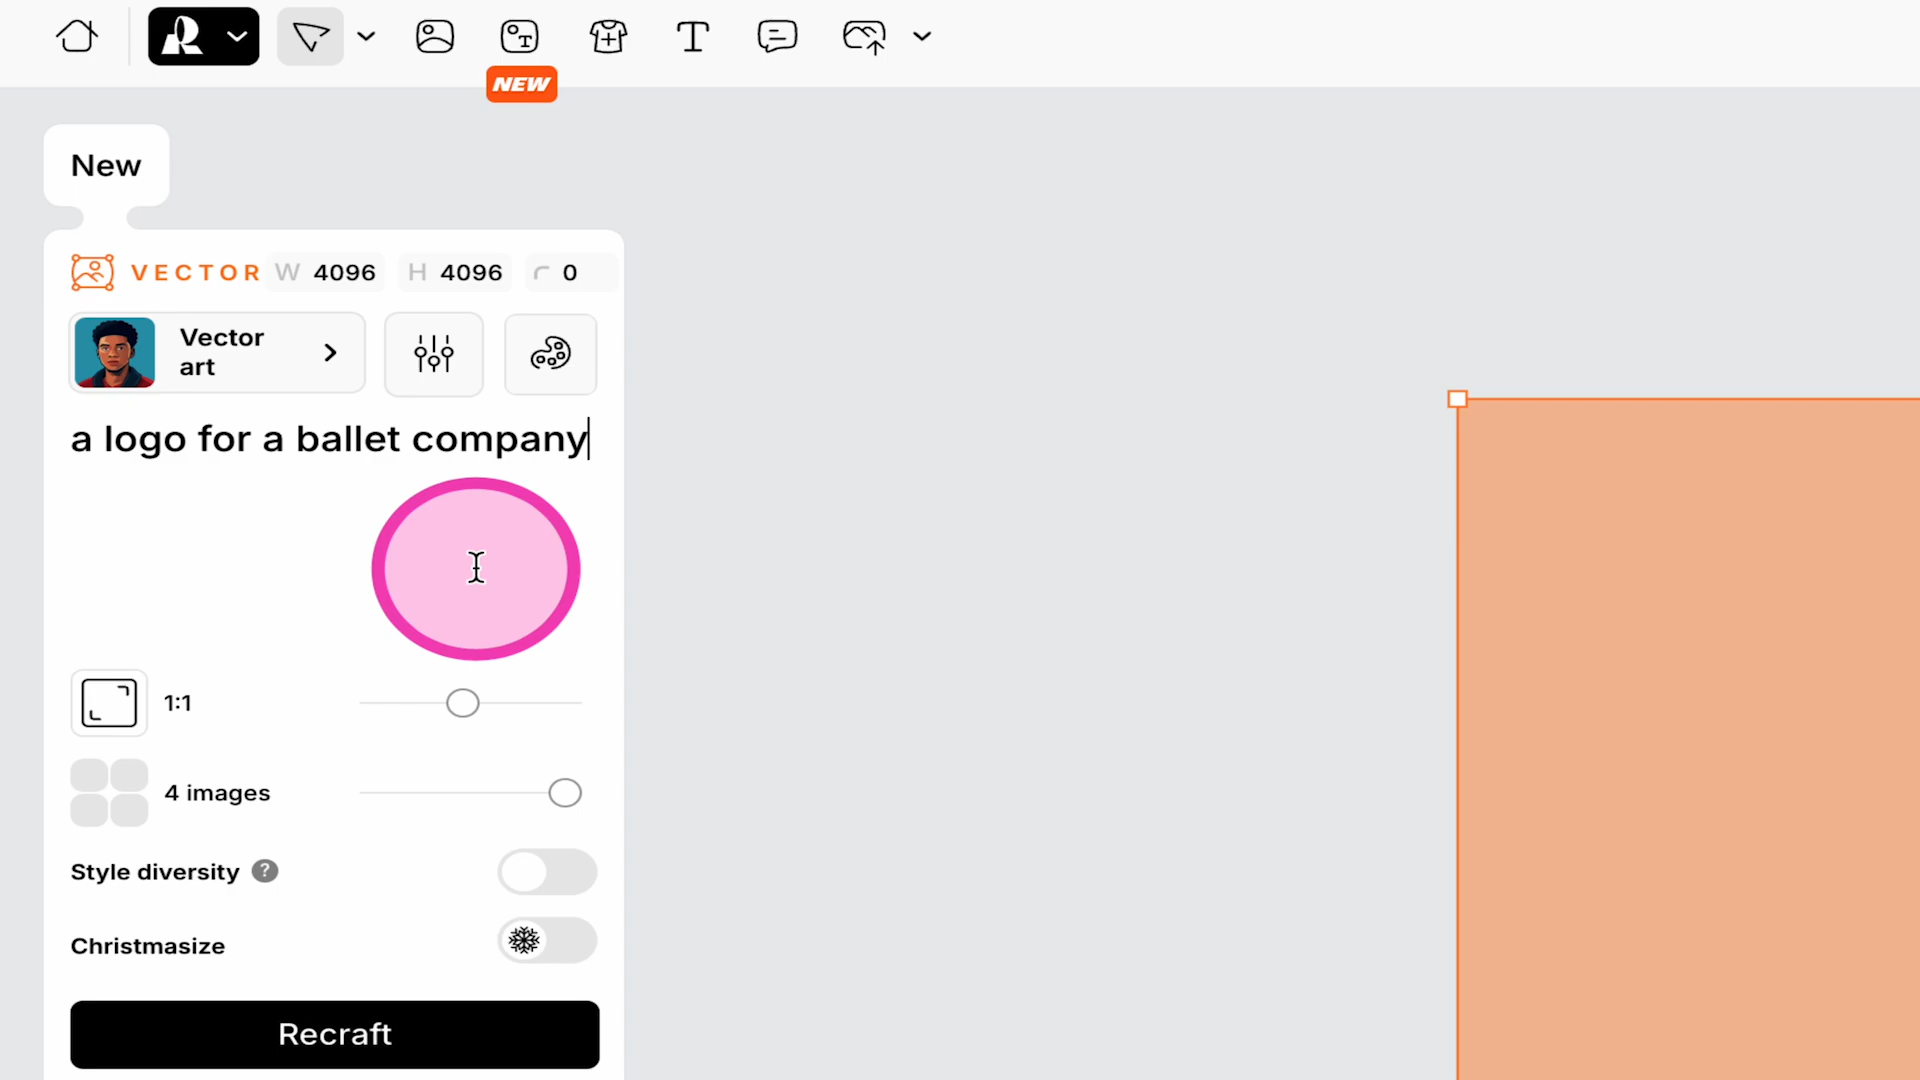 T
T
NEW
New
VECTOR W 4096 H 4096 0
Vector
art
a logo for a ballet company
1:1
4 images
Style diversity ?
Christmasize
Recraft